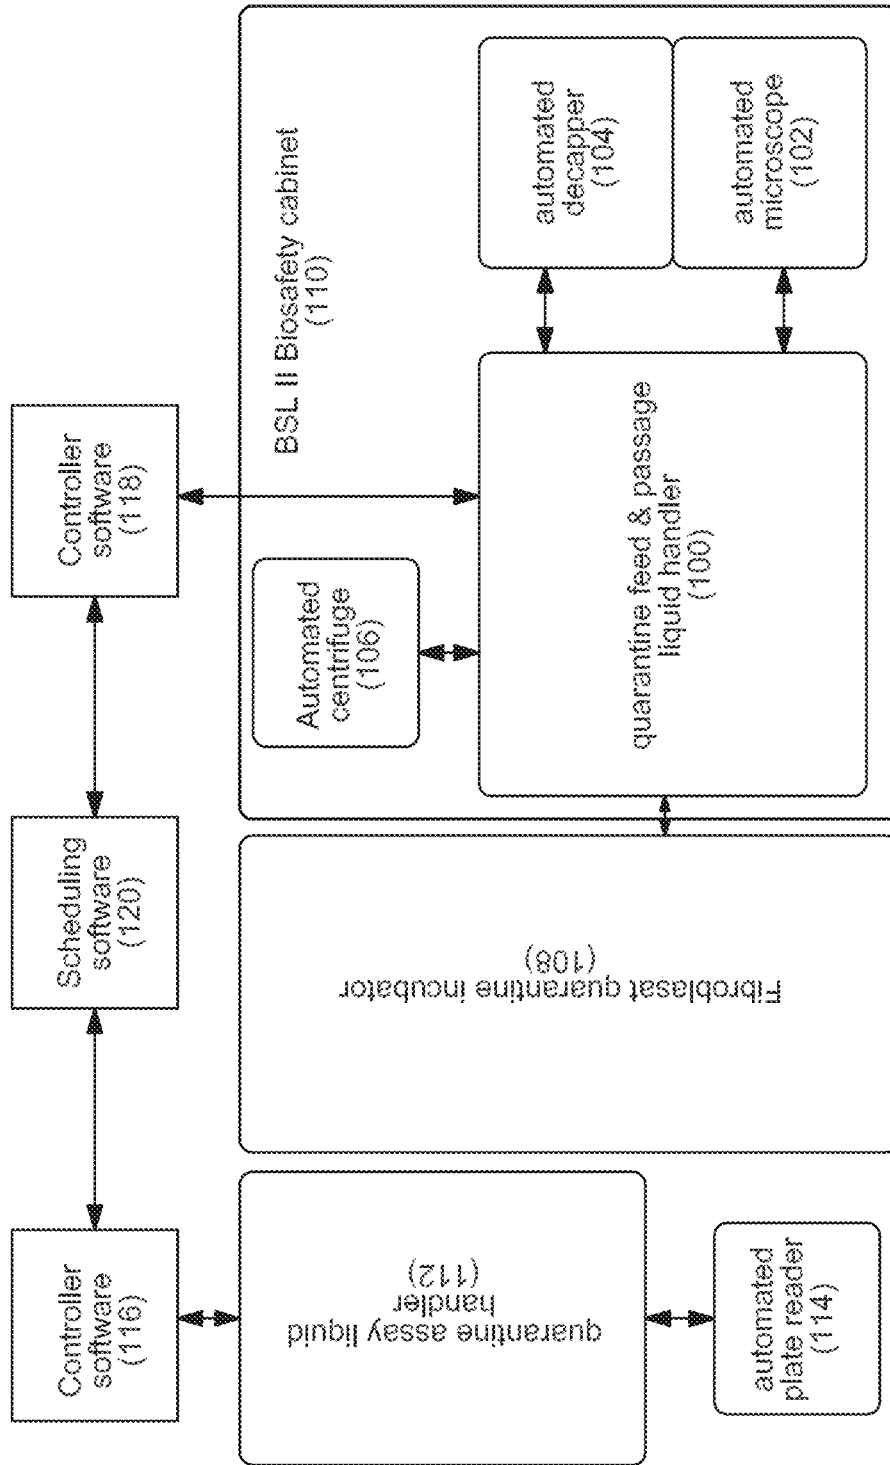 Controller
software
(116)
Scheduling
software
(120)
Controller
software
(118)
quarantine assay liquid
handler
(112)
automated
plate reader
(114)
Fibroblasat quarantine incubator
(108)
BSL II Biosafety cabinet
(110)
Automated
centrifuge
(106)
quarantine feed & passage
liquid handler
(100)
automated
decapper
(104)
automated
microscope
(102)